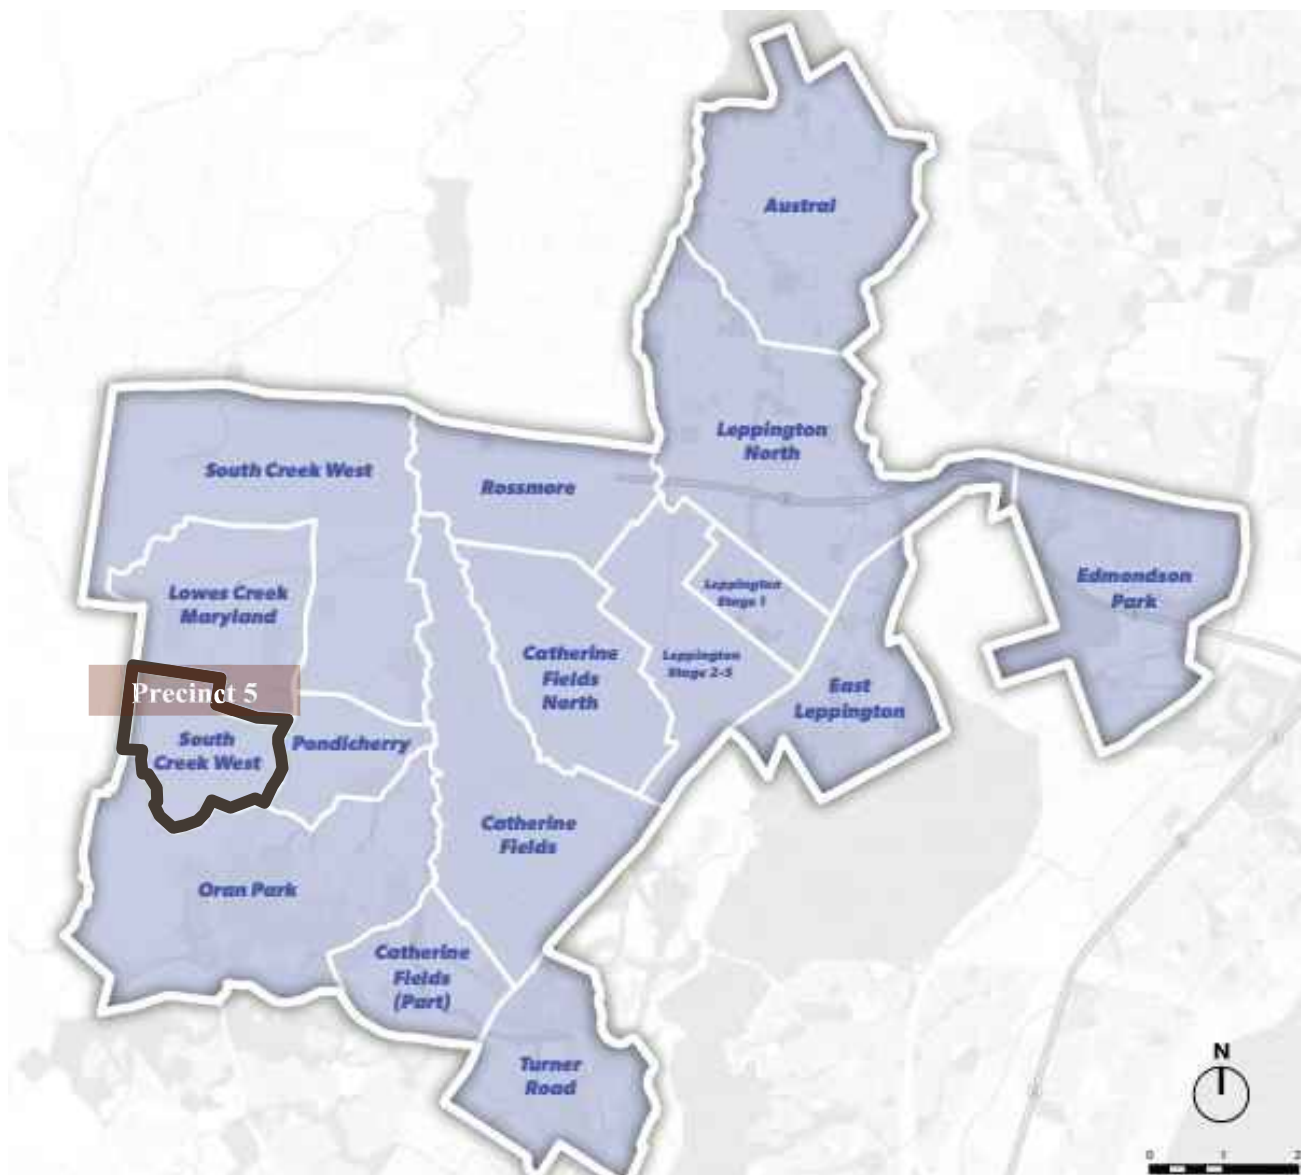 Austral
Leppington
North
South Creek West
Rossmore
Edmondson
Park
Leppington
Stage 1
Lowes Creek
Maryland
Catherine
Fields
North
Leppington
Stage 2-5
East
Leppington
Precinct 5
South
Creek West
Pondicherry
Catherine
Fields
Oran Park
Catherine
Fields
(Part)
Turner
Road
N
0 1 2